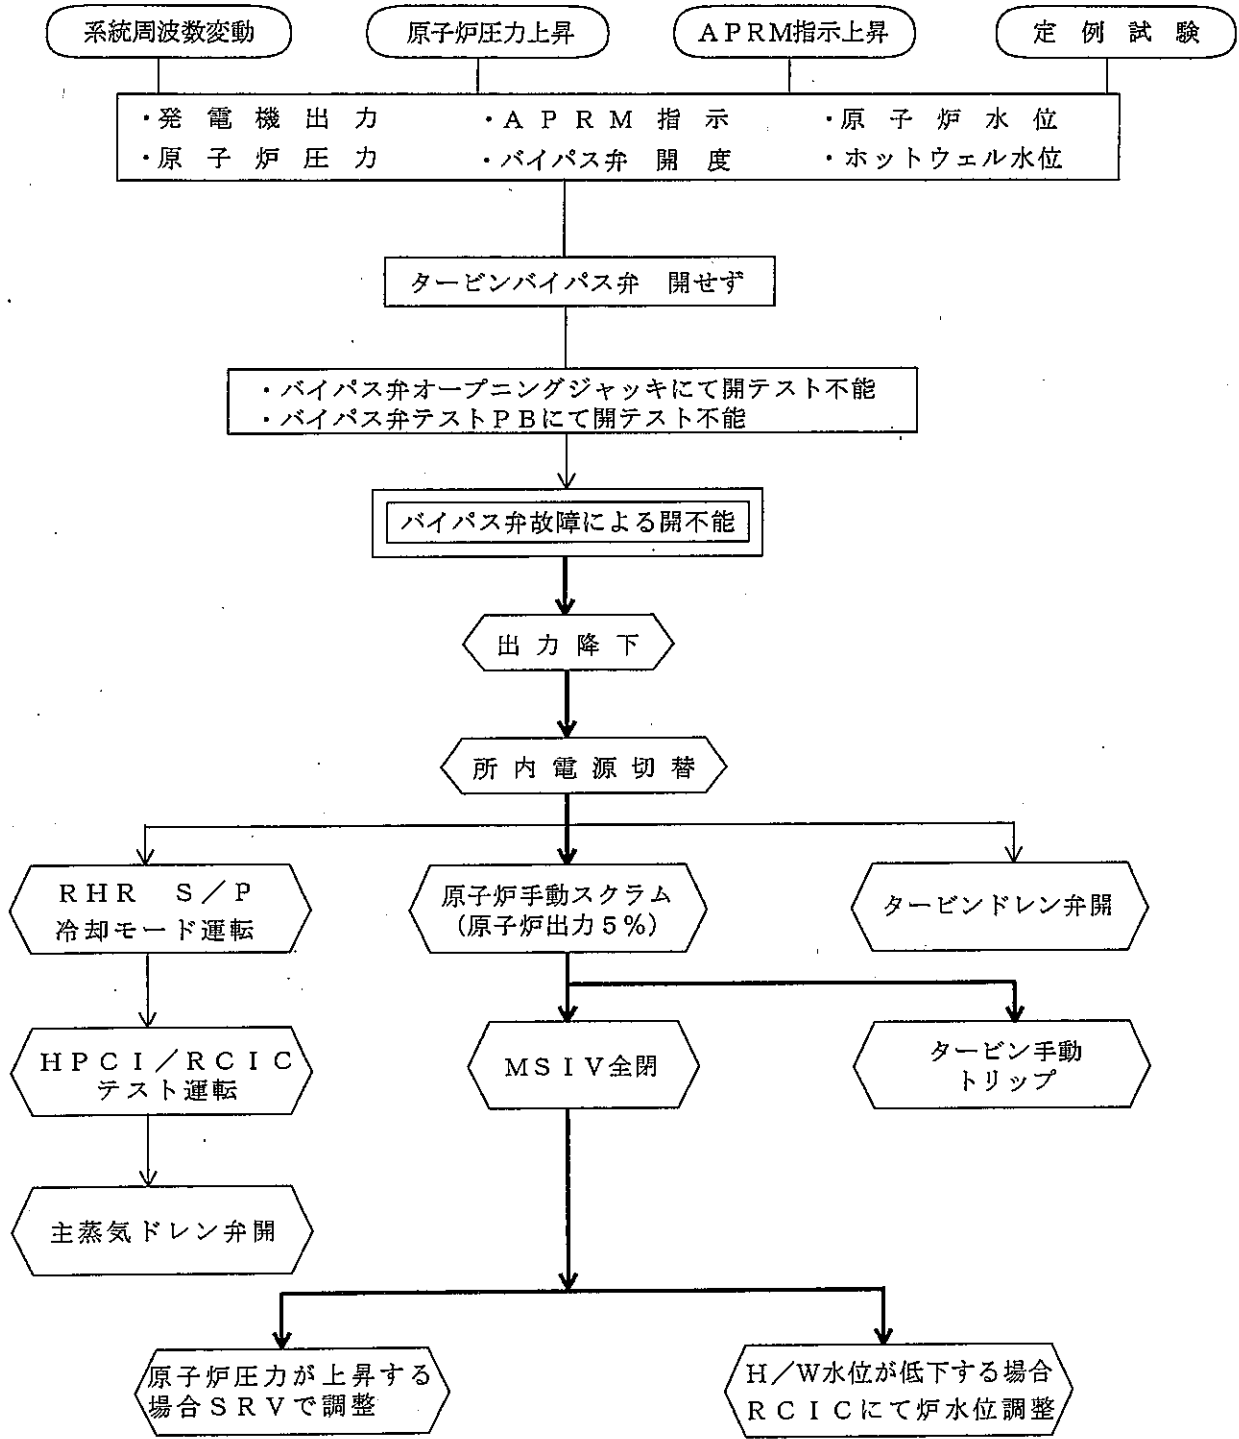 系統周波数変動
原子炉圧力上昇
APRM指示上昇
定例試験
・発電機出力 ・APRM指示 ・原子炉水位
・原子炉圧力 ・バイパス弁開度 ・ホットウェル水位
タービンバイパス弁 開せず
・バイパス弁オープニングジャッキにて開テスト不能
・バイパス弁テストPBにて開テスト不能
バイパス弁故障による開不能
出力降下
所内電源切替
RHR S/P
冷却モード運転
原子炉手動スクラム
(原子炉出力5%)
タービンドレン弁開
HPCI/RCIC
テスト運転
MSIV全閉
タービン手動
トリップ
主蒸気ドレン弁開
原子炉圧力が上昇する
場合SRVで調整
H/W水位が低下する場合
RCICにて炉水位調整